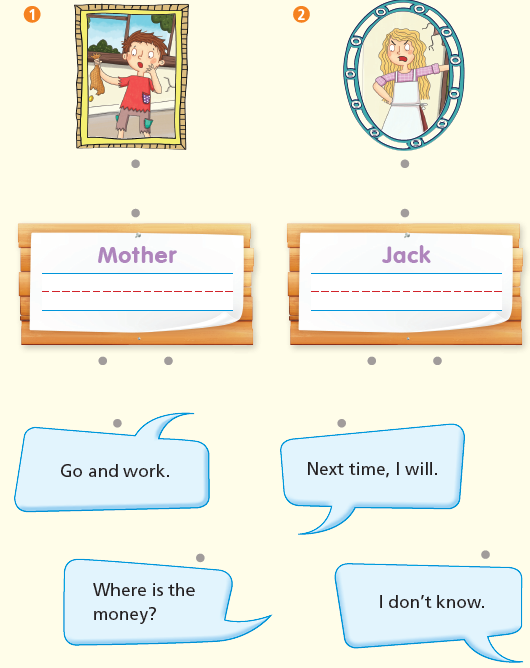 1
2
Mother
Jack
Go and work.
Next time, I will.
Where is the
money?
I don't know.